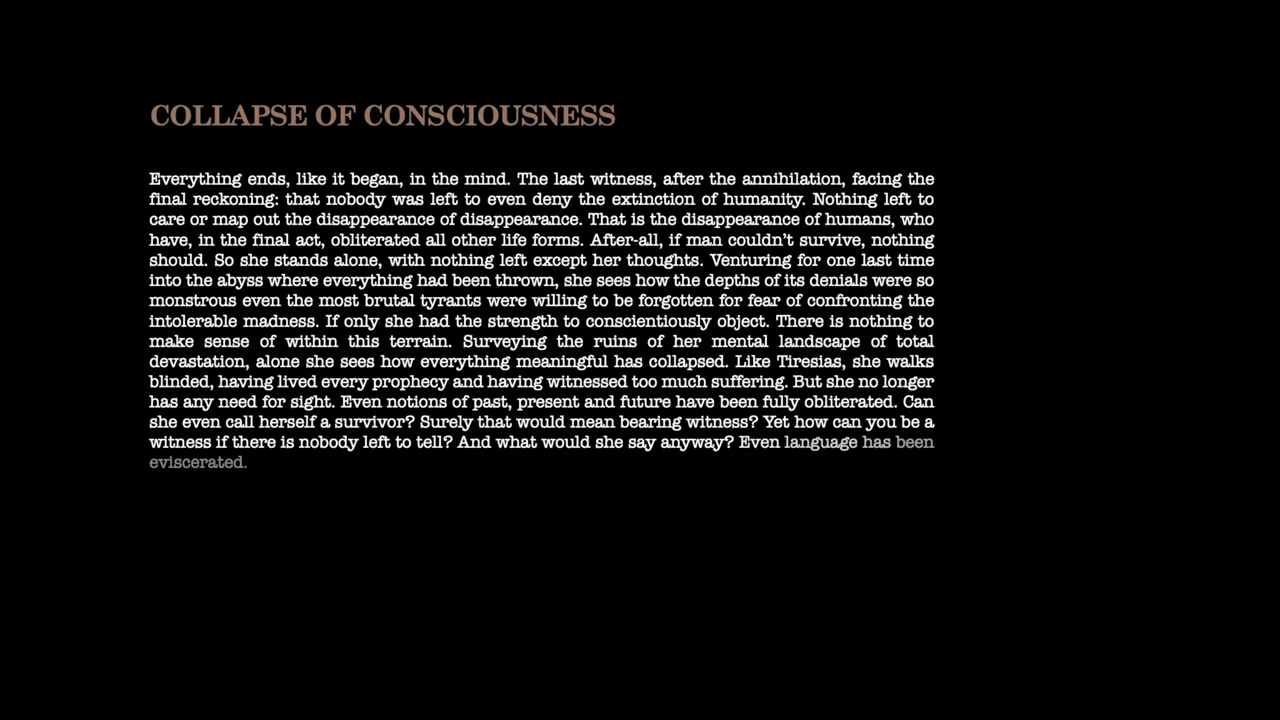 COLLAPSE OF CONSCIOUSNESS
Everything ends, like it began, in the mind. The last witness, after the annihilation, facing the
final reckoning: that nobody was left to even deny the extinction of humanity. Nothing left to
care or map out the disappearance of disappearance. That is the disappearance of humans, who
have, in the final act, obliterated all other life forms. After-all, if man couldn’t survive, nothing
should. So she stands alone, with nothing left except her thoughts. Venturing for one last time
into the abyss where everything had been thrown, she sees how the depths of its denials were so
monstrous even the most brutal tyrants were willing to be forgotten for fear of confronting the
intolerable madness. If only she had the strength to conscientiously object. There is nothing to
make sense of within this terrain. Surveying the ruins of her mental landscape of total
devastation, alone she sees how everything meaningful has collapsed. Like Tiresias, she walks
blinded, having lived every prophecy and having witnessed too much suffering. But she no longer
has any need for sight. Even notions of past, present and future have been fully obliterated. Can
she even call herself a survivor? Surely that would mean bearing witness? Yet how can you be a
witness if there is nobody left to tell? And what would she say anyway? Even language has been
eviscerated.